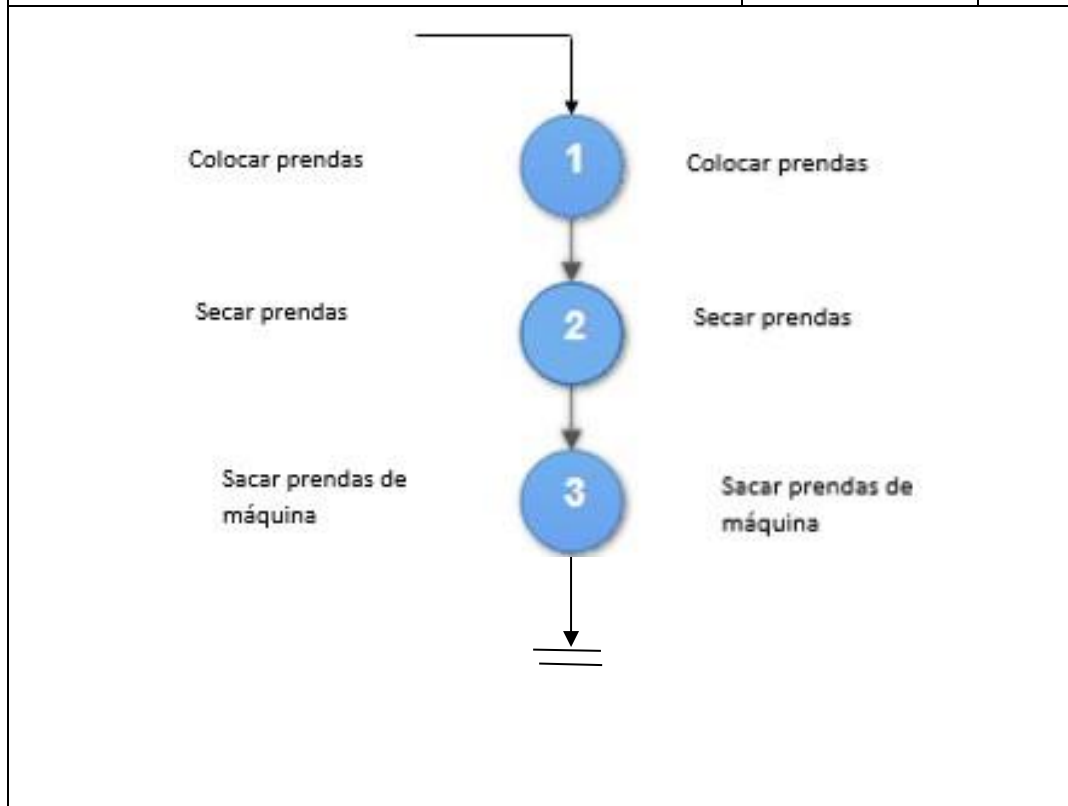 Colocar prendas
1
Colocar prendas
Secar prendas
2
Secar prendas
Sacar prendas de
máquina
3
Sacar prendas de
máquina